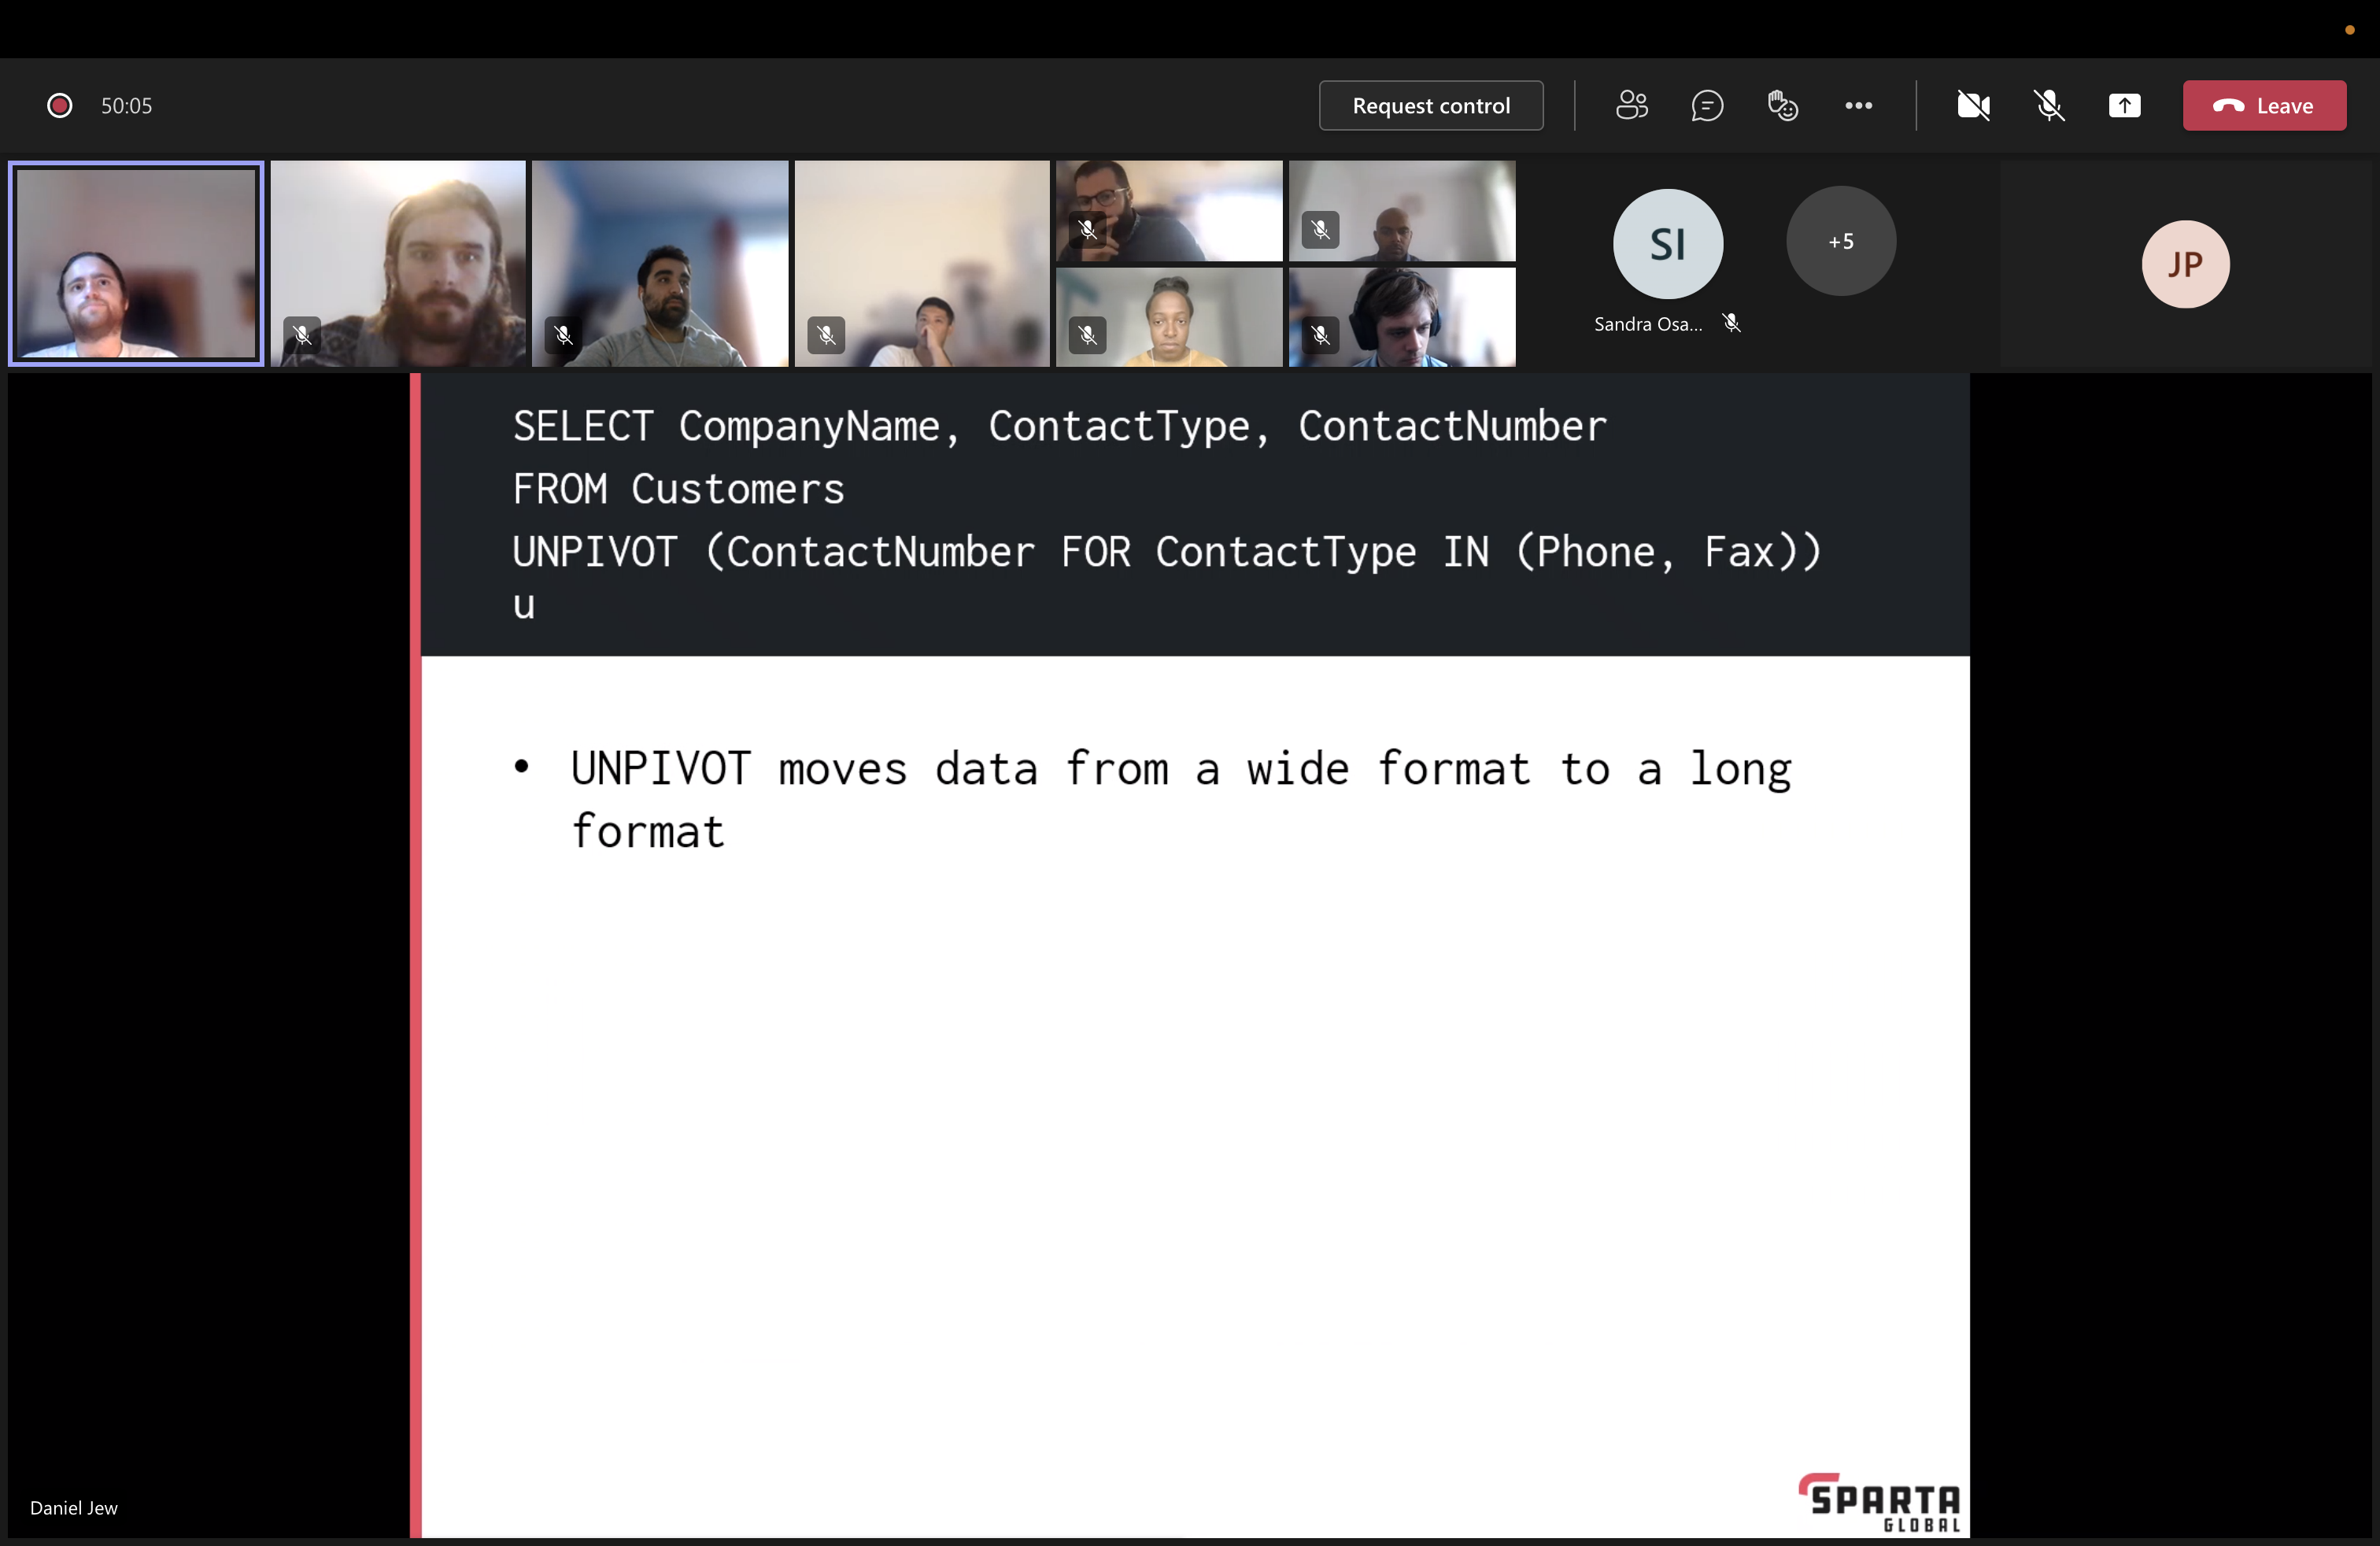 50:05
Request control
Leave
SI
+5
JP
Sandra Osa...
SELECT CompanyName, ContactType, ContactNumber
FROM Customers
UNPIVOT (ContactNumber FOR ContactType IN (Phone, Fax))
u
• UNPIVOT moves data from a wide format to a long
format
Daniel Jew
SPARTA
GLOBAL